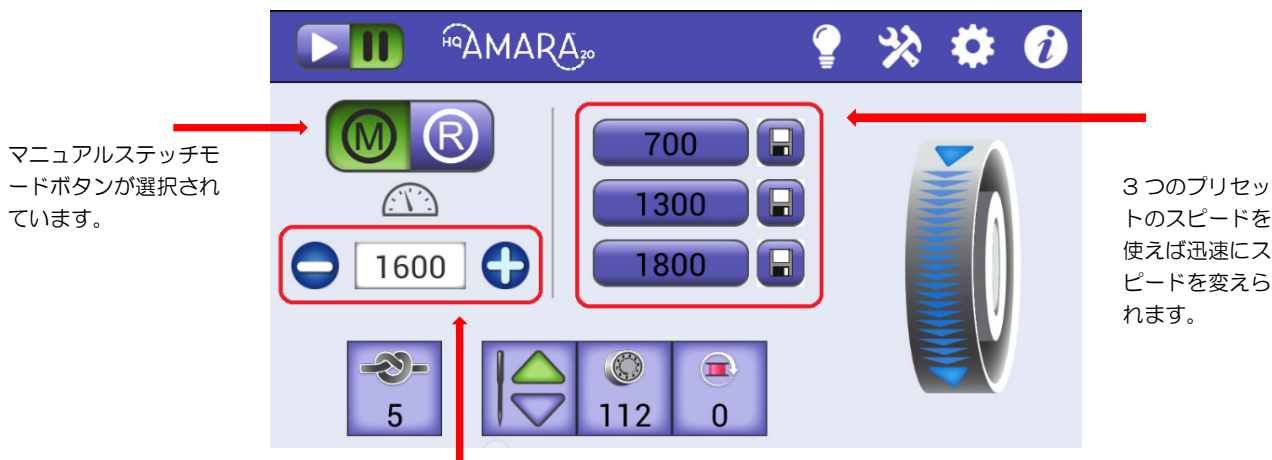 HQ AMARA 20
M R
700
1300
1600
1800
5
112
0
マニュアルステッチモ
ードボタンが選択され
ています。
3 つのプリセッ
トのスピードを
使えば迅速にス
ピードを変えら
れます。